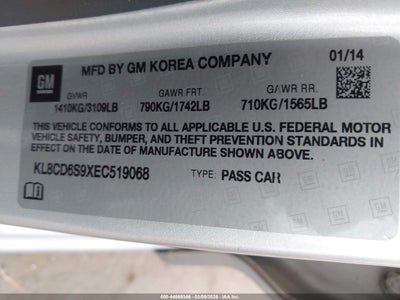 GM
MFD BY GM KOREA COMPANY
01/14
GVWR
GAWR FRT.
GAWR RR.
1410KG/3109LB
790KG/1742LB
710KG/1565LB
THIS VEHICLE CONFORMS TO ALL APPLICABLE U.S. FEDERAL MOTOR
VEHICLE SAFETY, BUMPER, AND THEFT PREVENTION STANDARDS
IN EFFECT ON THE DATE OF MANUFACTURE SHOWN ABOVE.
KL8CD6S9XEC519068
TYPE: PASS CAR